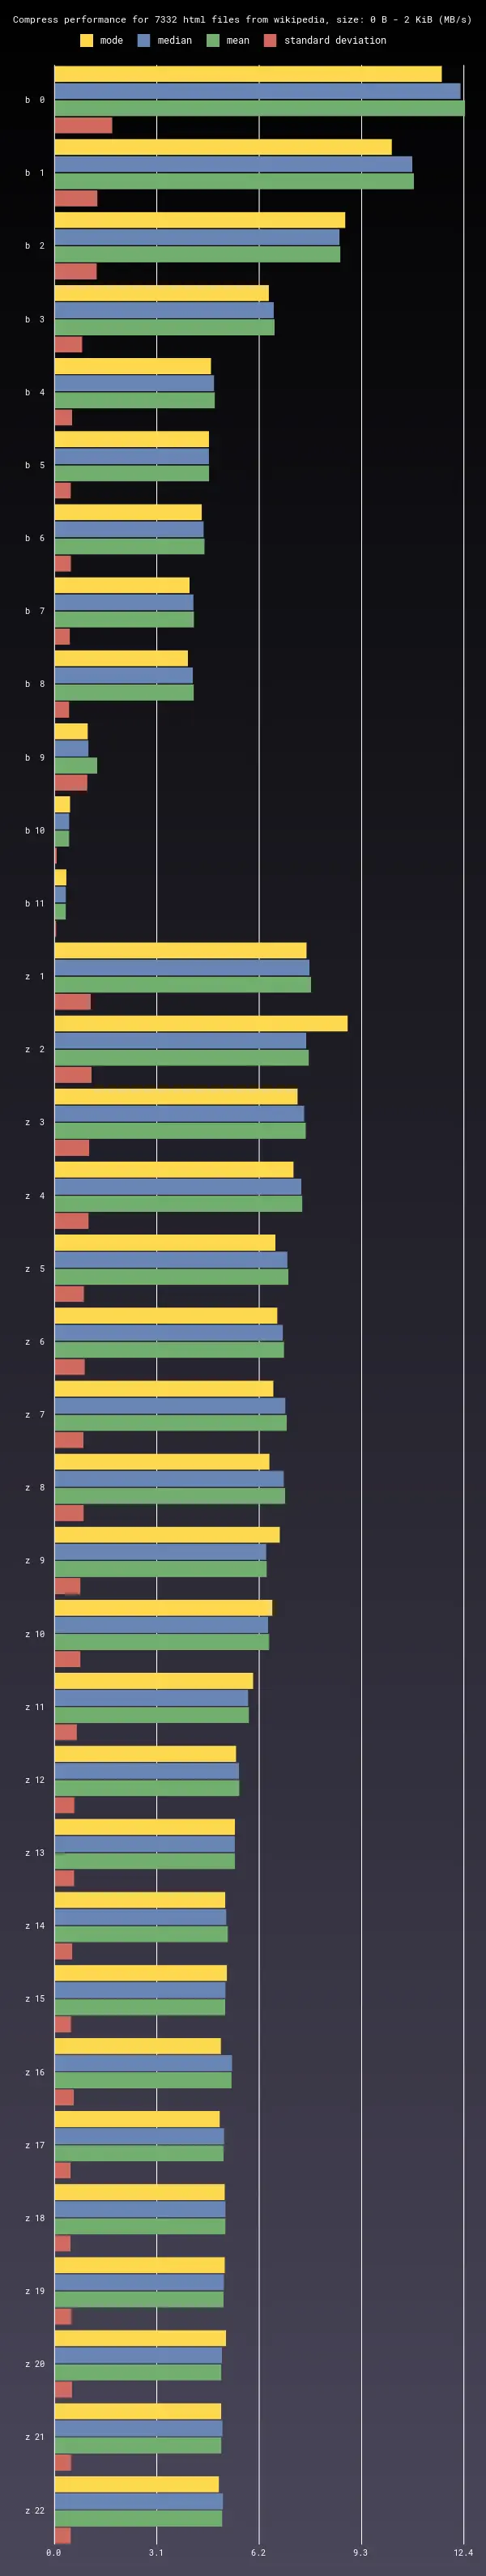 Compress performance for 7332 html files from wikipedia, size: 0 B - 2 KiB (MB/s)
mode median mean standard deviation
b 0
b 1
b 2
b 3
b 4
b 5
b 6
b 7
b 8
b 9
b 10
b 11
z 1
z 2
z 3
z 4
z 5
z 6
z 7
z 8
z 9
z 10
z 11
z 12
z 13
z 14
z 15
z 16
z 17
z 18
z 19
z 20
z 21
z 22
0.0 3.1 6.2 9.3 12.4